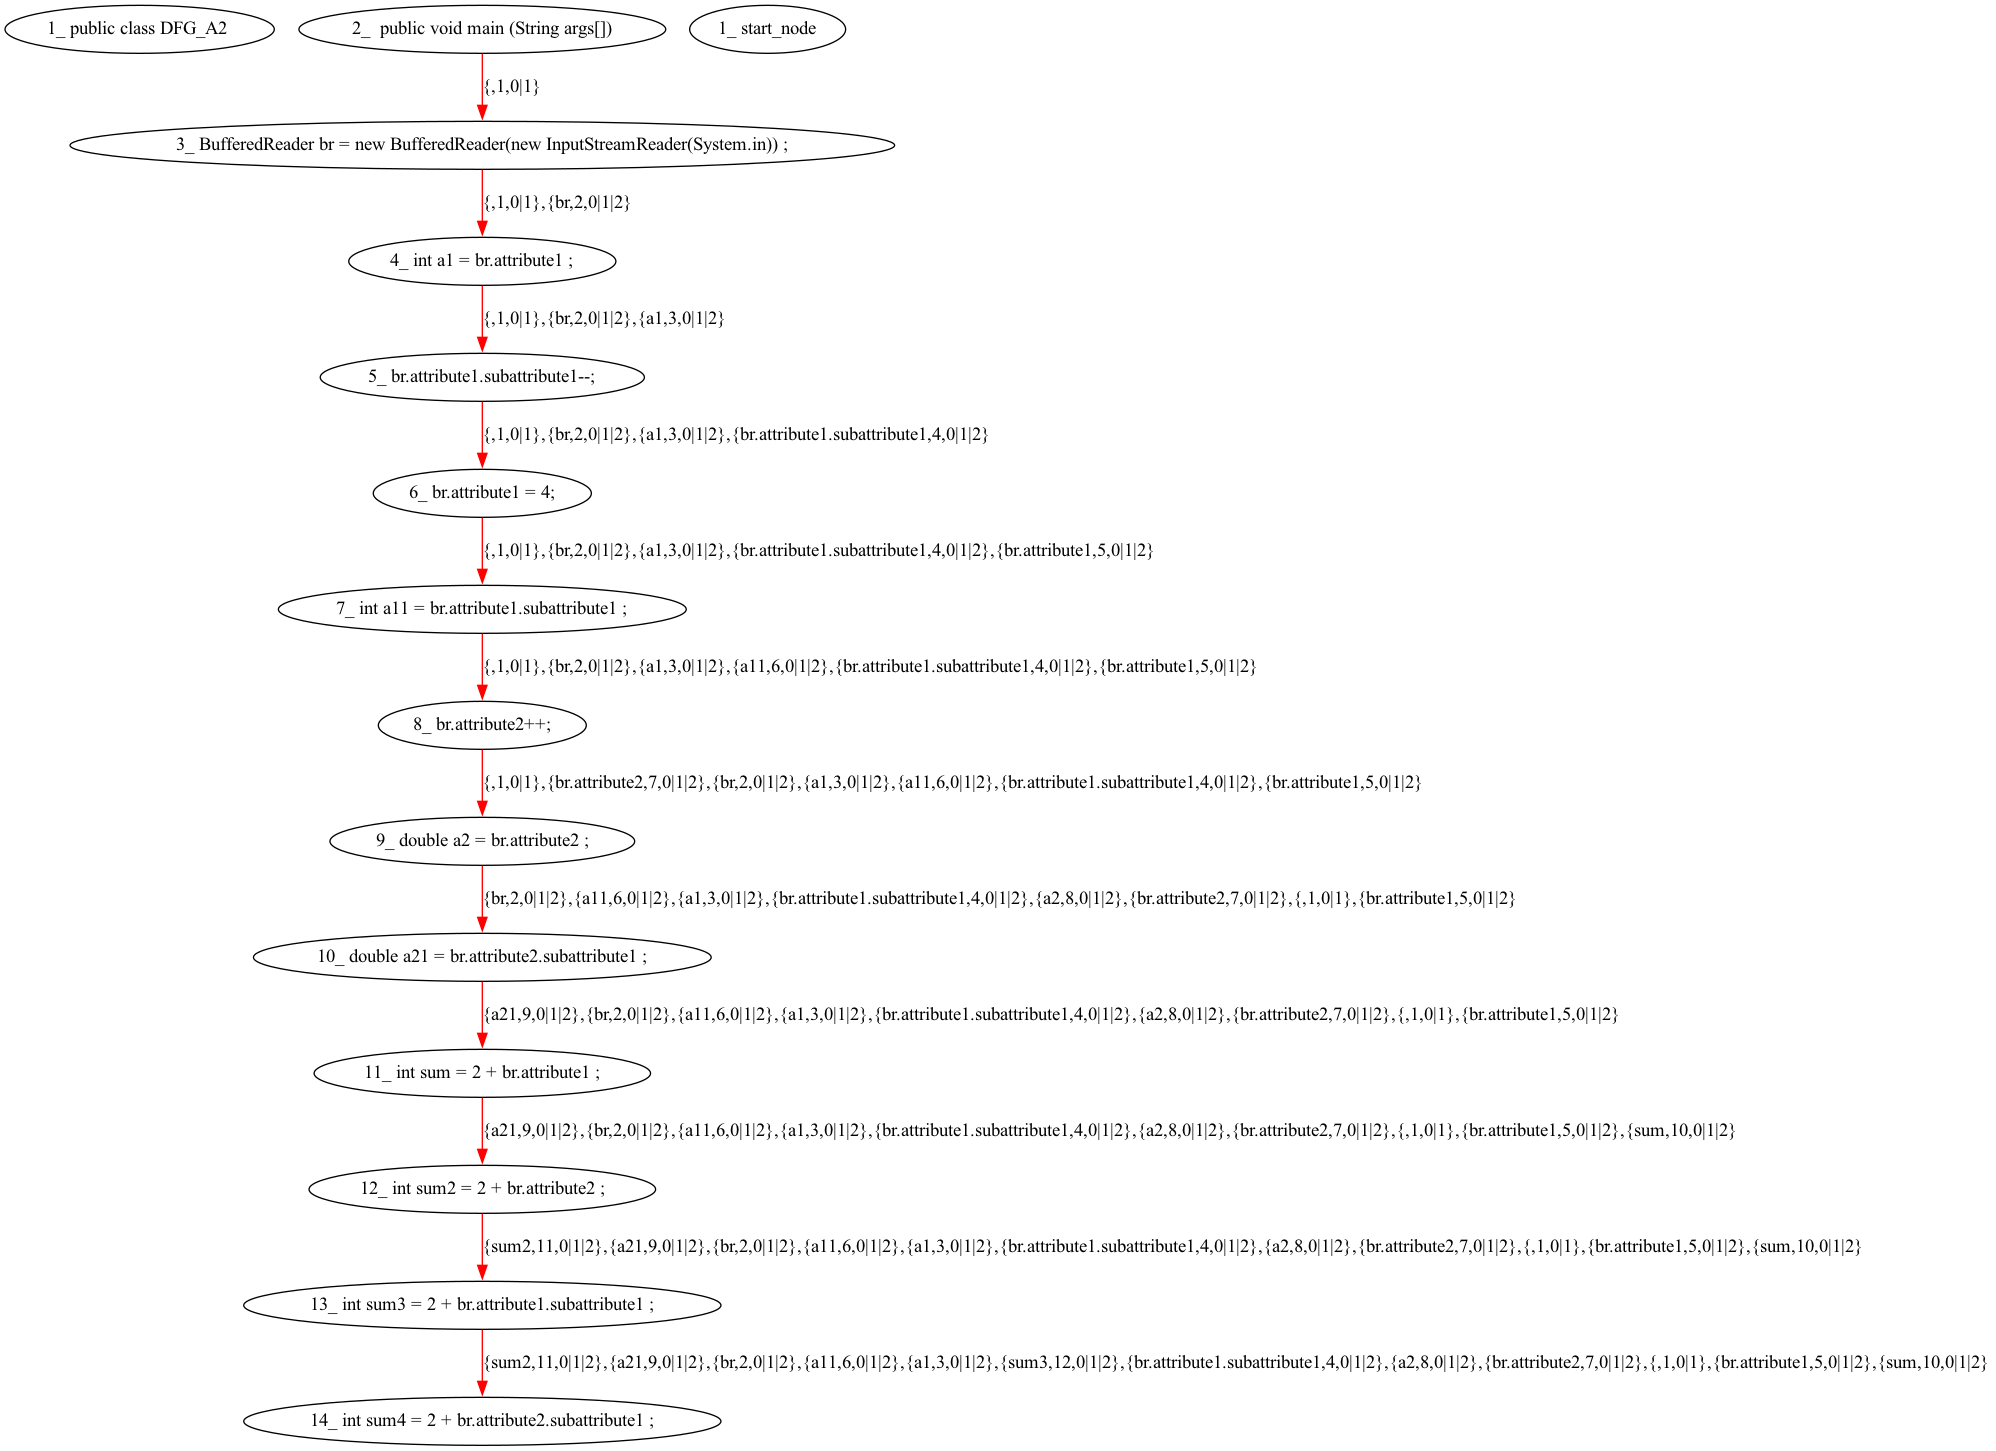 1_ public class DFG_A2
2_  public void main (String args[])
1_ start_node
{,1,0|1}
3_ BufferedReader br = new BufferedReader(new InputStreamReader(System.in)) ;
{,1,0|1},{br,2,0|1|2}
4_ int a1 = br.attribute1 ;
{,1,0|1},{br,2,0|1|2},{a1,3,0|1|2}
5_ br.attribute1.subattribute1--;
{,1,0|1},{br,2,0|1|2},{a1,3,0|1|2},{br.attribute1.subattribute1,4,0|1|2}
6_ br.attribute1 = 4;
{,1,0|1},{br,2,0|1|2},{a1,3,0|1|2},{br.attribute1.subattribute1,4,0|1|2},{br.attribute1,5,0|1|2}
7_ int a11 = br.attribute1.subattribute1 ;
{,1,0|1},{br,2,0|1|2},{a1,3,0|1|2},{a11,6,0|1|2},{br.attribute1.subattribute1,4,0|1|2},{br.attribute1,5,0|1|2}
8_ br.attribute2++;
{,1,0|1},{br.attribute2,7,0|1|2},{br,2,0|1|2},{a1,3,0|1|2},{a11,6,0|1|2},{br.attribute1.subattribute1,4,0|1|2},{br.attribute1,5,0|1|2}
9_ double a2 = br.attribute2 ;
{br,2,0|1|2},{a11,6,0|1|2},{a1,3,0|1|2},{br.attribute1.subattribute1,4,0|1|2},{a2,8,0|1|2},{br.attribute2,7,0|1|2},{,1,0|1},{br.attribute1,5,0|1|2}
10_ double a21 = br.attribute2.subattribute1 ;
{a21,9,0|1|2},{br,2,0|1|2},{a11,6,0|1|2},{a1,3,0|1|2},{br.attribute1.subattribute1,4,0|1|2},{a2,8,0|1|2},{br.attribute2,7,0|1|2},{,1,0|1},{br.attribute1,5,0|1|2}
11_ int sum = 2 + br.attribute1 ;
{a21,9,0|1|2},{br,2,0|1|2},{a11,6,0|1|2},{a1,3,0|1|2},{br.attribute1.subattribute1,4,0|1|2},{a2,8,0|1|2},{br.attribute2,7,0|1|2},{,1,0|1},{br.attribute1,5,0|1|2},{sum,10,0|1|2}
12_ int sum2 = 2 + br.attribute2 ;
{sum2,11,0|1|2},{a21,9,0|1|2},{br,2,0|1|2},{a11,6,0|1|2},{a1,3,0|1|2},{br.attribute1.subattribute1,4,0|1|2},{a2,8,0|1|2},{br.attribute2,7,0|1|2},{,1,0|1},{br.attribute1,5,0|1|2},{sum,10,0|1|2}
13_ int sum3 = 2 + br.attribute1.subattribute1 ;
{sum2,11,0|1|2},{a21,9,0|1|2},{br,2,0|1|2},{a11,6,0|1|2},{a1,3,0|1|2},{sum3,12,0|1|2},{br.attribute1.subattribute1,4,0|1|2},{a2,8,0|1|2},{br.attribute2,7,0|1|2},{,1,0|1},{br.attribute1,5,0|1|2},{sum,10,0|1|2}
14_ int sum4 = 2 + br.attribute2.subattribute1 ;